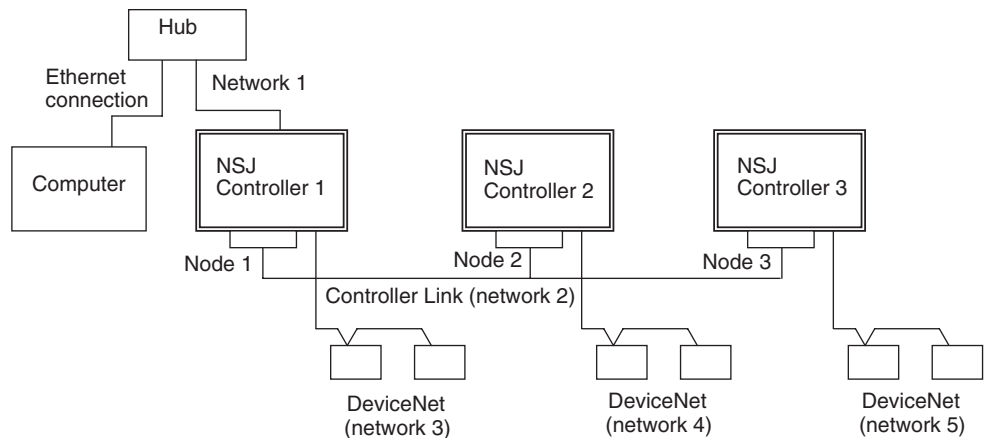 Hub
Ethernet
connection
Network 1
Computer
NSJ
Controller 1
NSJ
Controller 2
NSJ
Controller 3
Node 1
Node 2
Node 3
Controller Link (network 2)
DeviceNet
(network 3)
DeviceNet
(network 4)
DeviceNet
(network 5)